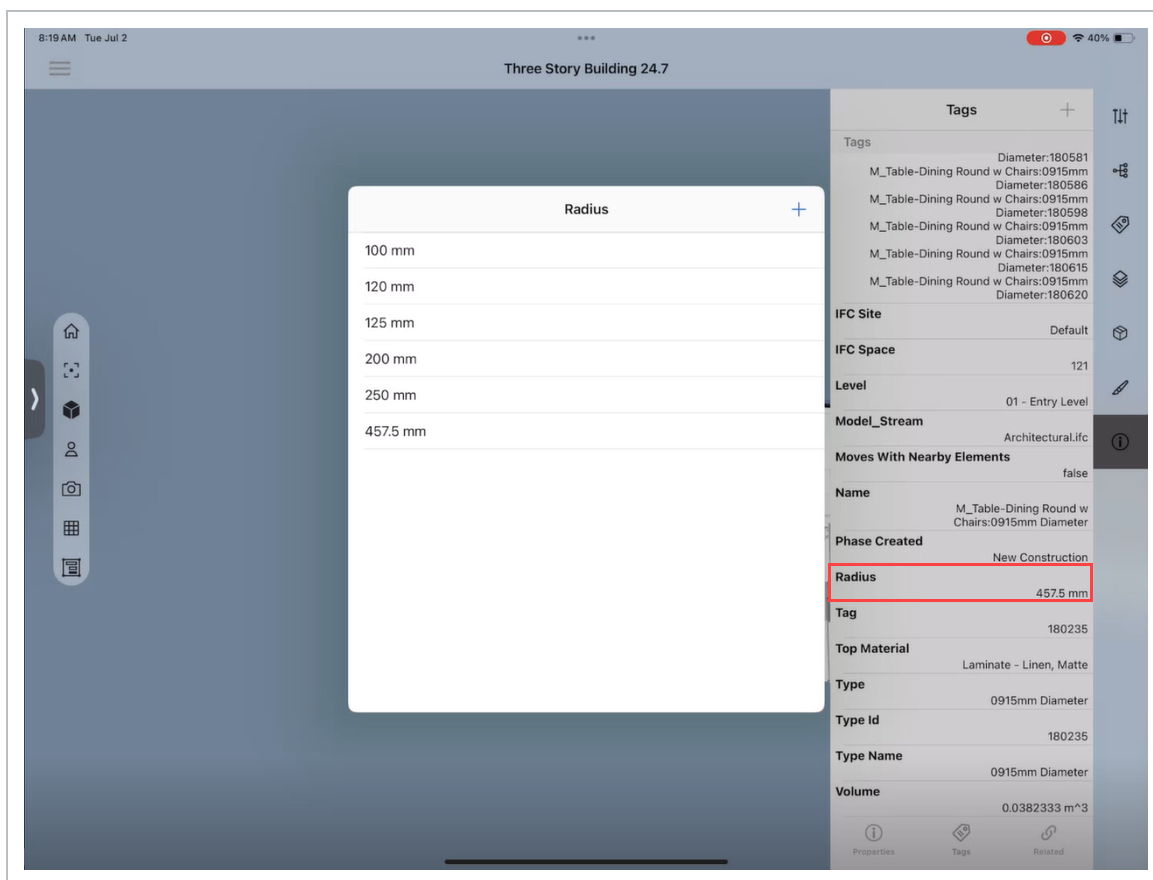 8:19 AM Tue Jul 2
40%
Three Story Building 24.7
Radius
100 mm
120 mm
125 mm
200 mm
250 mm
457.5 mm
Tags
Tags
Diameter:180581
M_Table-Dining Round w Chairs:0915mm
Diameter:180586
M_Table-Dining Round w Chairs:0915mm
Diameter:180598
M_Table-Dining Round w Chairs:0915mm
Diameter:180603
M_Table-Dining Round w Chairs:0915mm
Diameter:180615
M_Table-Dining Round w Chairs:0915mm
Diameter:180620
IFC Site
Default
IFC Space
121
Level
01 - Entry Level
Model_Stream
Architectural.ifc
Moves With Nearby Elements
false
Name
M_Table-Dining Round w
Chairs:0915mm Diameter
Phase Created
New Construction
Radius
457.5 mm
Tag
180235
Top Material
Laminate - Linen, Matte
Type
0915mm Diameter
Type Id
180235
Type Name
0915mm Diameter
Volume
0.0382333 m^3
Properties
Tags
Related